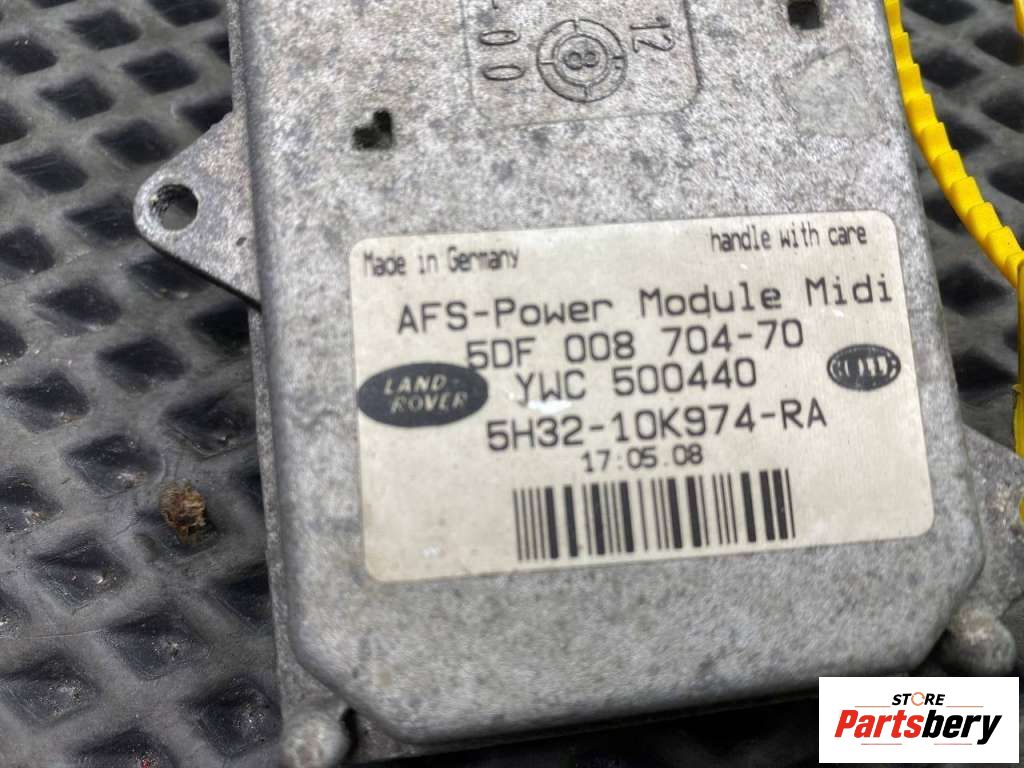 12
8
00
Made in Germany
handle with care
AFS-Power Module Midi
5DF 008 704-70
YWC 500440
5H32-10K974-RA
17:05.08
LAND-
ROVER
STORE
Partsbery